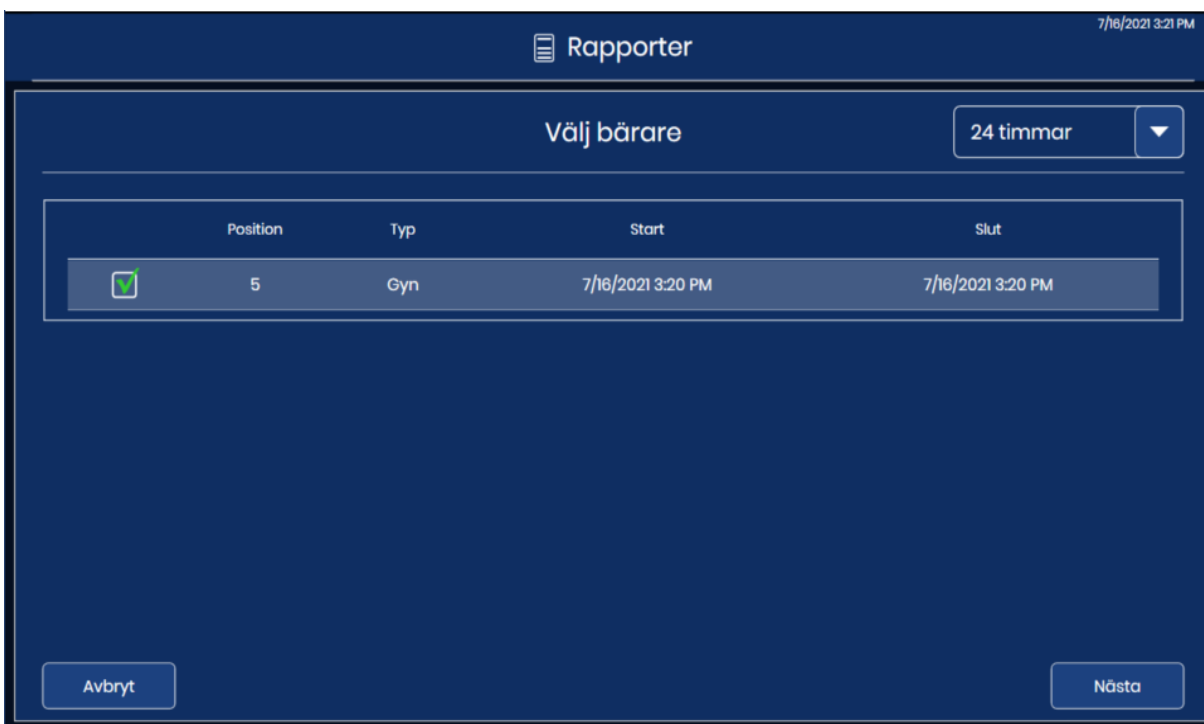 7/16/2021 3:21 PM
Rapporter
Välj bärare
24 timmar
Position Typ Start Slut
5 Gyn 7/16/2021 3:20 PM 7/16/2021 3:20 PM
Avbryt Nästa